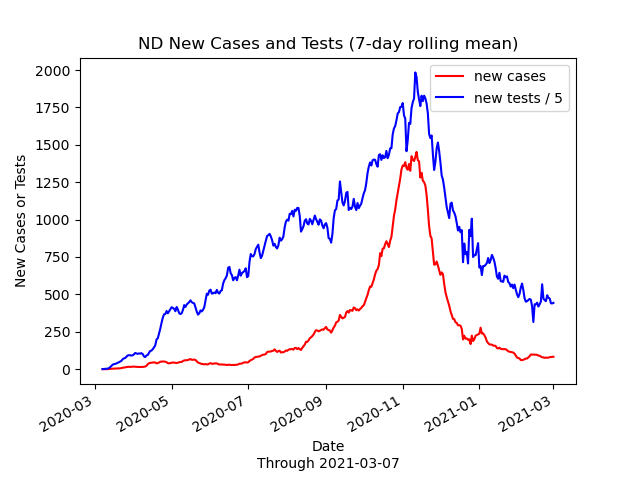 ND New Cases and Tests (7-day rolling mean)
new cases
new tests / 5
New Cases or Tests
2000
1750
1500
1250
1000
750
500
250
0
2020-03
2020-05
2020-07
2020-09
2020-11
2021-01
2021-03
Date
Through 2021-03-07